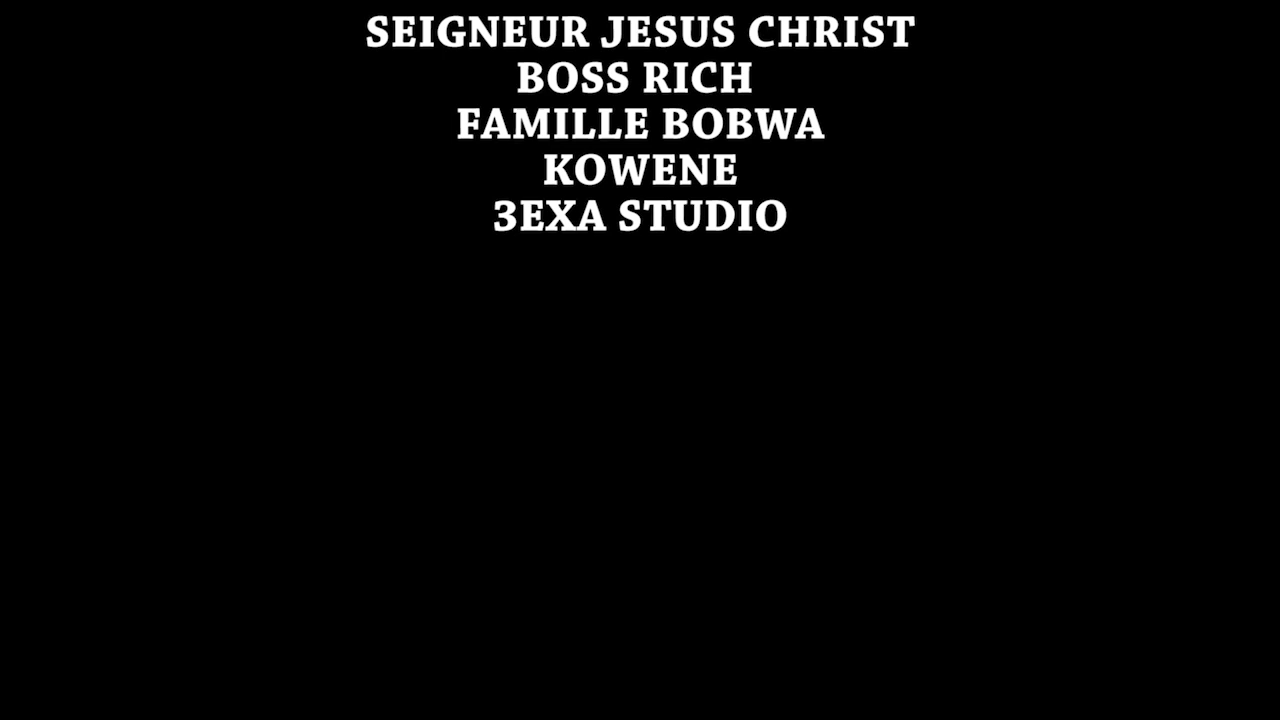 SEIGNEUR JESUS CHRIST
BOSS RICH
FAMILLE BOBWA
KOWENE
3EXA STUDIO